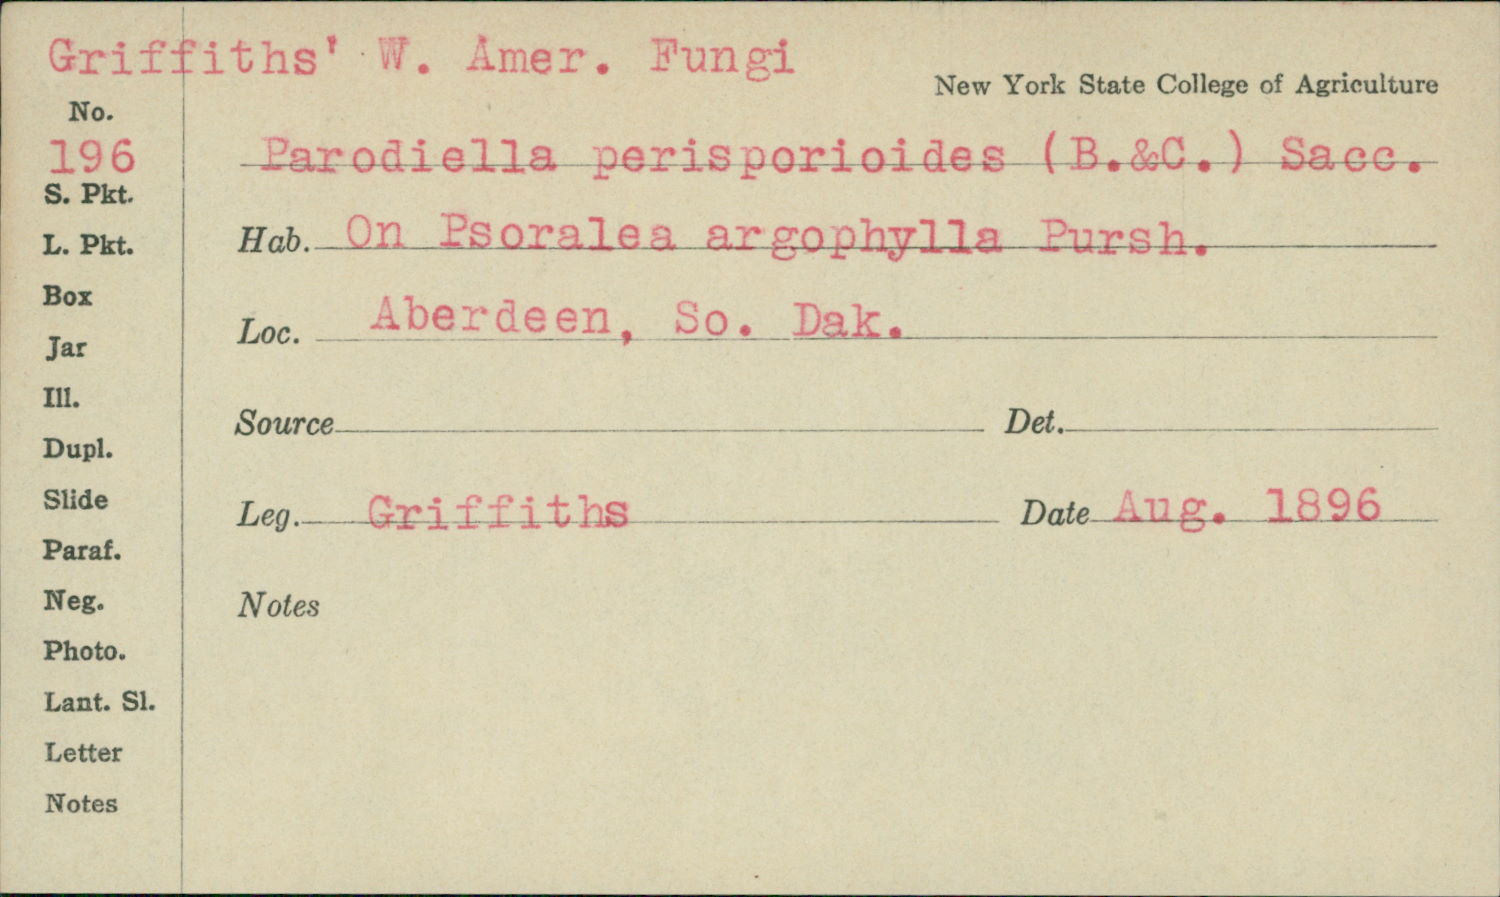 Griffiths' W. Amer. Fungi
New York State College of Agriculture
No.
196
Parodiella perisporioides (B.&C.) Sacc.
S. Pkt.
L. Pkt.
Hab. On Psoralea argophylla Pursh.
Box
Loc. Aberdeen, So. Dak.
Jar
Ill.
Source Det.
Dupl.
Slide
Leg. Griffiths Date Aug. 1896
Paraf.
Neg.
Notes
Photo.
Lant. Sl.
Letter
Notes